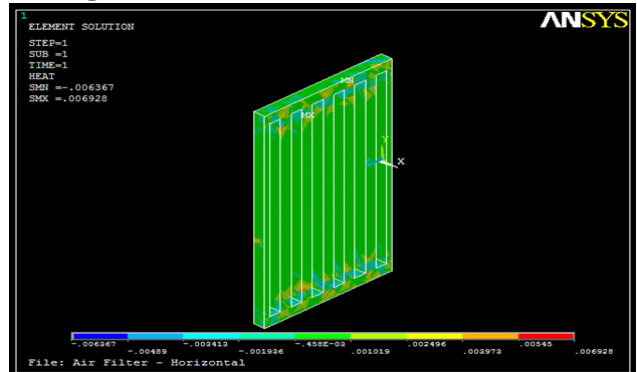 1
ELEMENT SOLUTION
ANSYS
STEP=1
SUB =1
TIME=1
HEAT
SMN =-.006367
SMX =.006928
MN
MX
Y
Z
X
-.006367
-.00489
-.003413
-.001936
-.458E-03
.001019
.002496
.003973
.00545
.006928
File: Air Filter - Horizontal